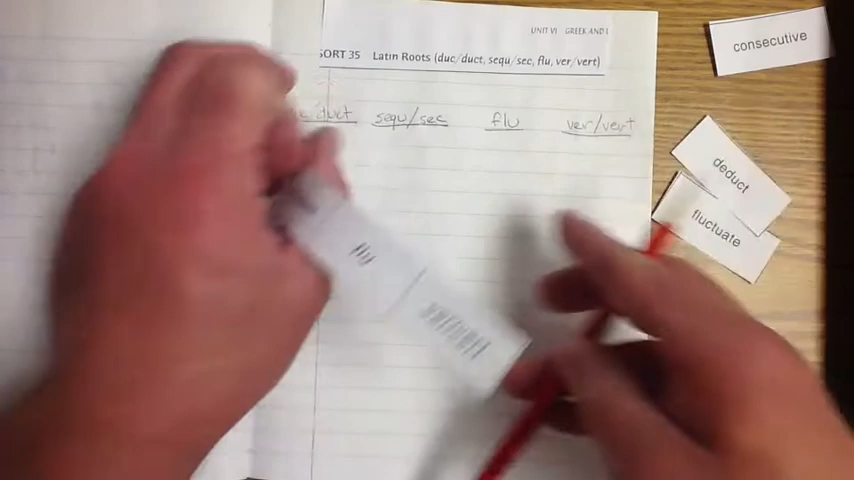 UNIT VI GREEK AND
SORT 35 Latin Roots (duc/duct, sequ/sec, flu, ver/vert)
duct sequ/sec flu ver/vert
consecutive
deduct
fluctuate
flu